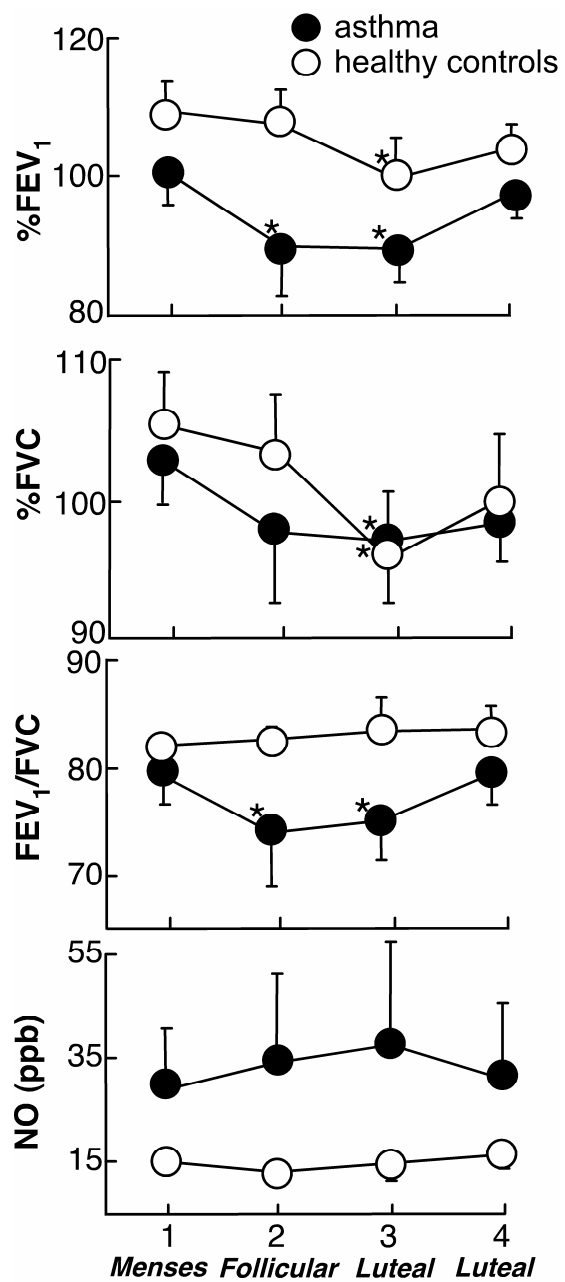 asthma
healthy controls
120
100
80
%FEV1
*
*
*
110
100
90
%FVC
*
*
90
80
70
FEV1/FVC
*
*
55
35
15
NO (ppb)
1 2 3 4
Menses Follicular Luteal Luteal